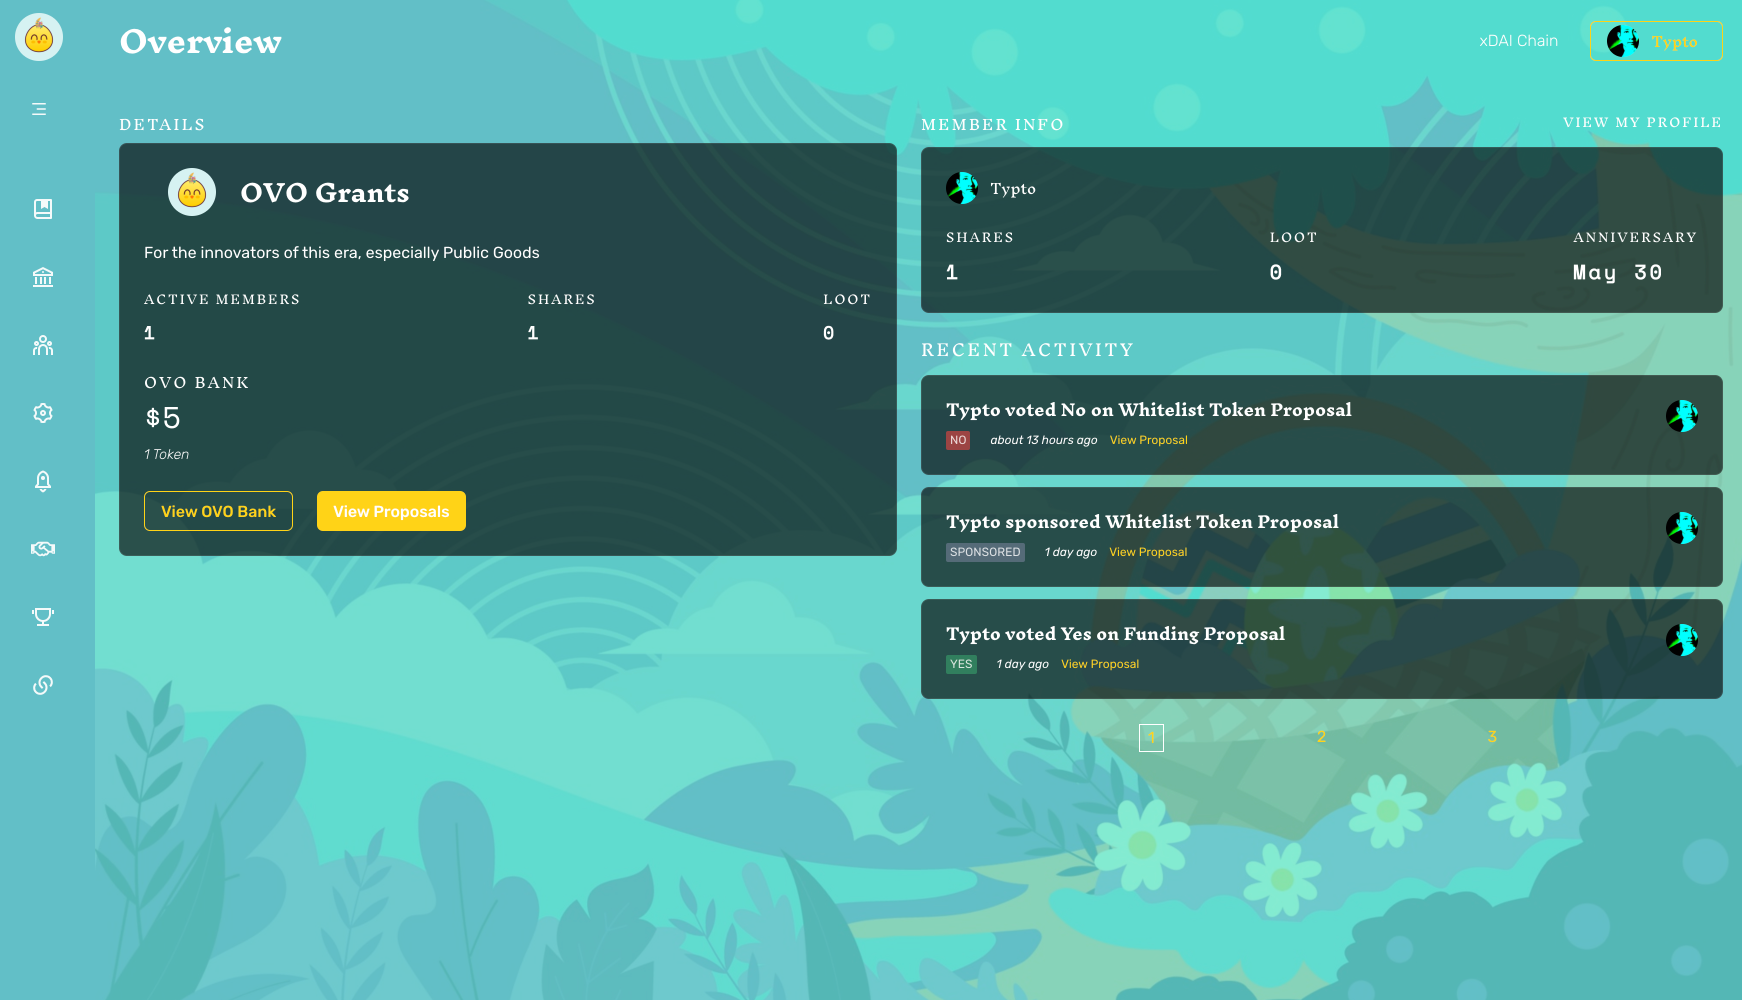 Overview
xDAI Chain
Typto
DETAILS
OVO Grants
For the innovators of this era, especially Public Goods
ACTIVE MEMBERS SHARES LOOT
1 1 0
OVO BANK
$5
1 Token
View OVO Bank View Proposals
MEMBER INFO VIEW MY PROFILE
Typto
SHARES LOOT ANNIVERSARY
1 0 May 30
RECENT ACTIVITY
Typto voted No on Whitelist Token Proposal
NO about 13 hours ago View Proposal
Typto sponsored Whitelist Token Proposal
SPONSORED 1 day ago View Proposal
Typto voted Yes on Funding Proposal
YES 1 day ago View Proposal
1 2 3